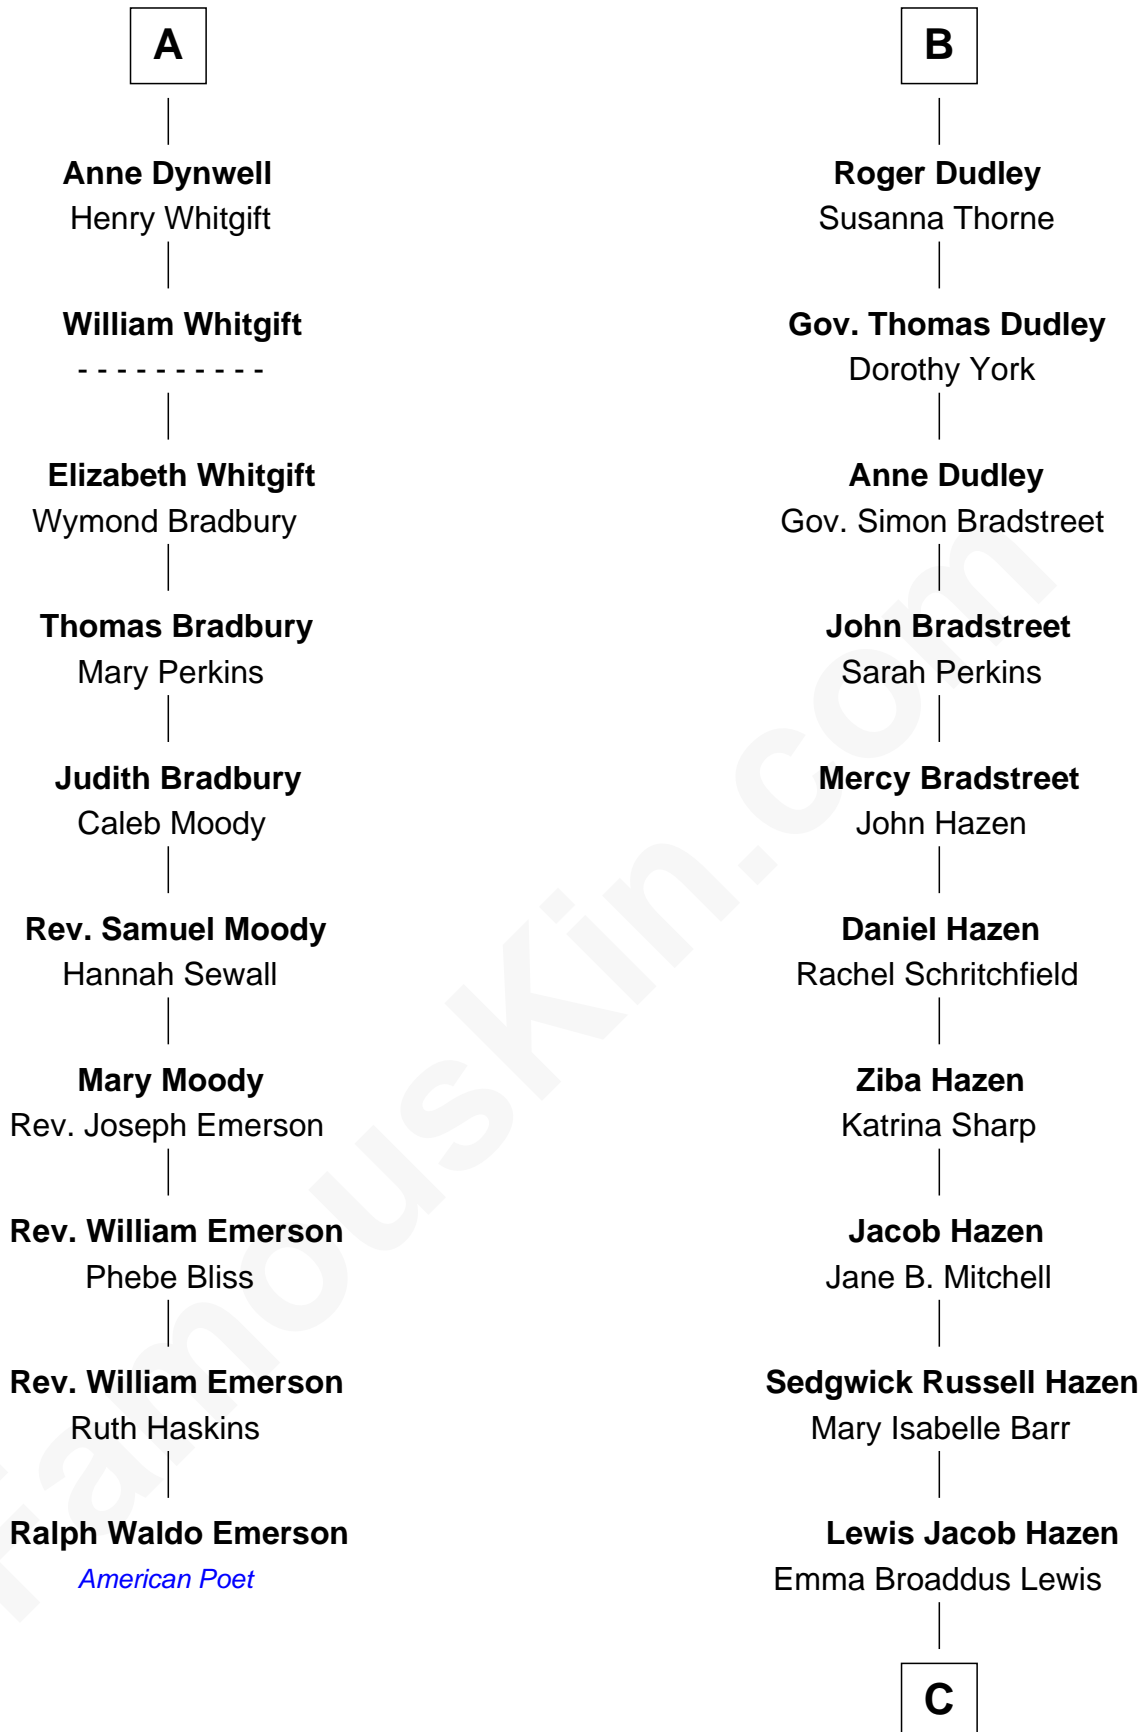 A
Anne Dynwell
Henry Whitgift
William Whitgift
- - - - - - - - - -
Elizabeth Whitgift
Wymond Bradbury
Thomas Bradbury
Mary Perkins
Judith Bradbury
Caleb Moody
Rev. Samuel Moody
Hannah Sewall
Mary Moody
Rev. Joseph Emerson
Rev. William Emerson
Phebe Bliss
Rev. William Emerson
Ruth Haskins
Ralph Waldo Emerson
American Poet
B
Roger Dudley
Susanna Thorne
Gov. Thomas Dudley
Dorothy York
Anne Dudley
Gov. Simon Bradstreet
John Bradstreet
Sarah Perkins
Mercy Bradstreet
John Hazen
Daniel Hazen
Rachel Schritchfield
Ziba Hazen
Katrina Sharp
Jacob Hazen
Jane B. Mitchell
Sedgwick Russell Hazen
Mary Isabelle Barr
Lewis Jacob Hazen
Emma Broaddus Lewis
C
FamousKin.com